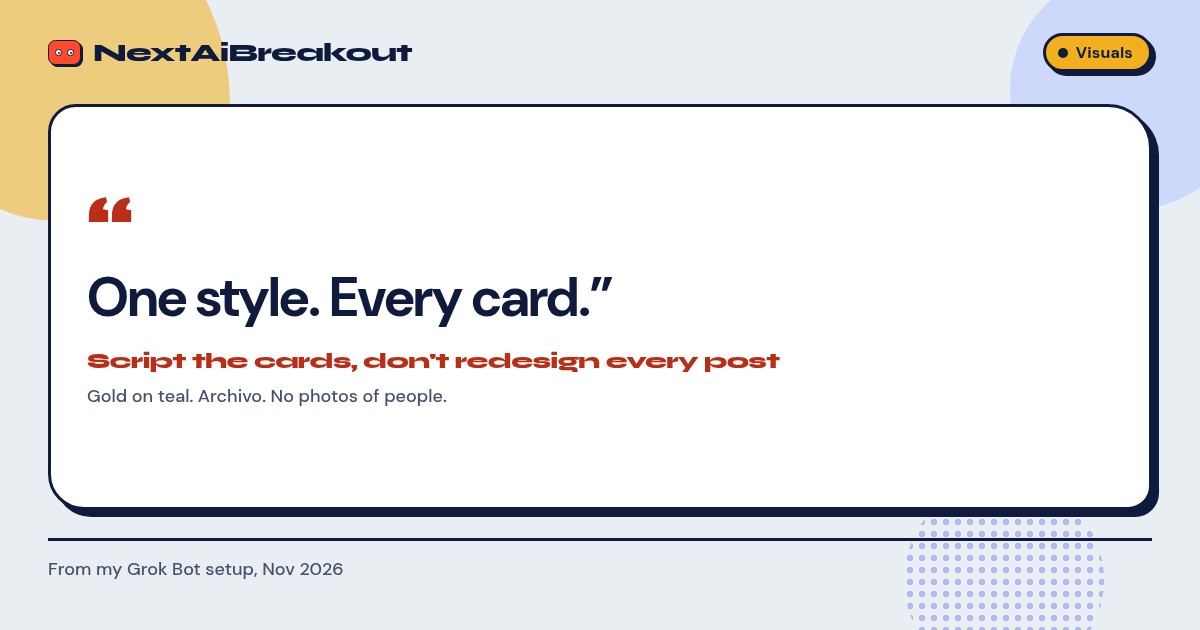 NextAiBreakout
Visuals
“
One style. Every card.”
Script the cards, don't redesign every post
Gold on teal. Archivo. No photos of people.
From my Grok Bot setup, Nov 2026